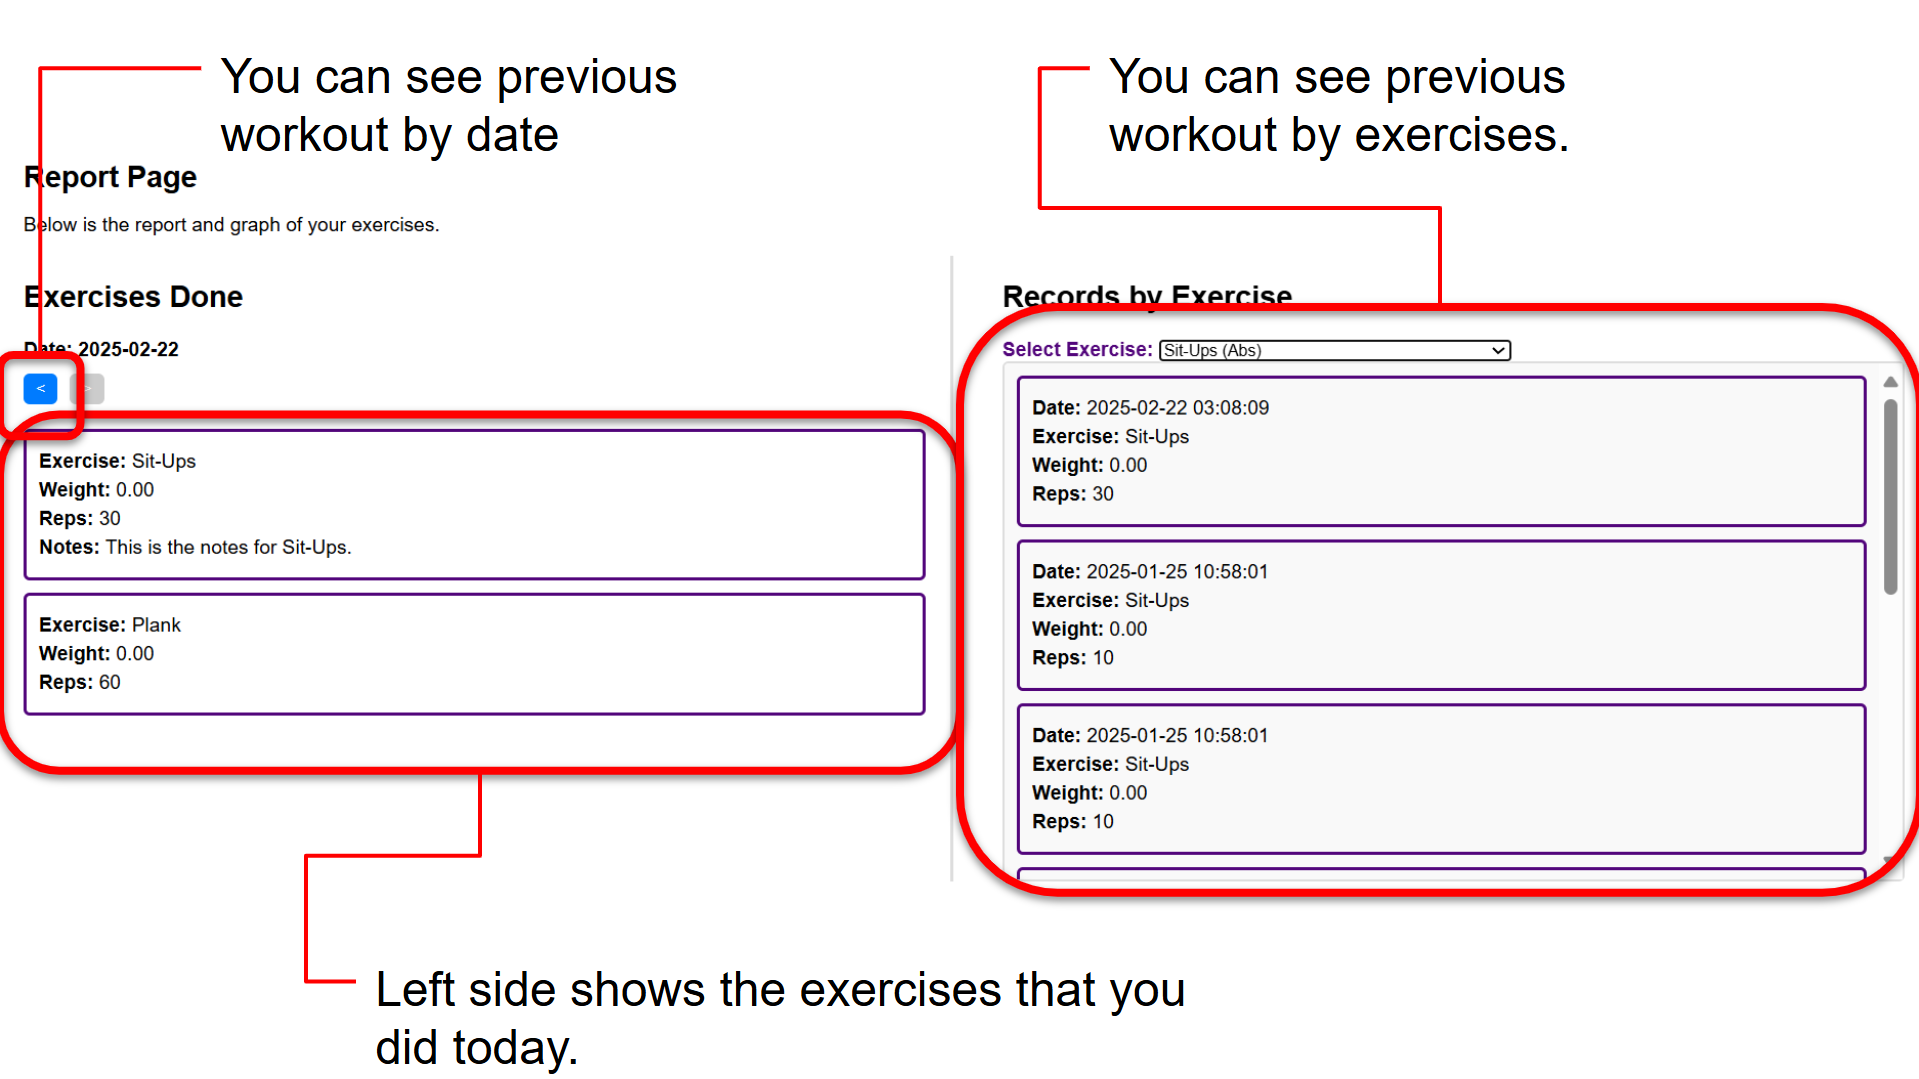 You can see previous
workout by date
You can see previous
workout by exercises.
Report Page
Below is the report and graph of your exercises.
Exercises Done
Date: 2025-02-22
<
>
Exercise: Sit-Ups
Weight: 0.00
Reps: 30
Notes: This is the notes for Sit-Ups.
Exercise: Plank
Weight: 0.00
Reps: 60
Records by Exercise
Select Exercise: Sit-Ups (Abs)
Date: 2025-02-22 03:08:09
Exercise: Sit-Ups
Weight: 0.00
Reps: 30
Date: 2025-01-25 10:58:01
Exercise: Sit-Ups
Weight: 0.00
Reps: 10
Date: 2025-01-25 10:58:01
Exercise: Sit-Ups
Weight: 0.00
Reps: 10
Left side shows the exercises that you
did today.